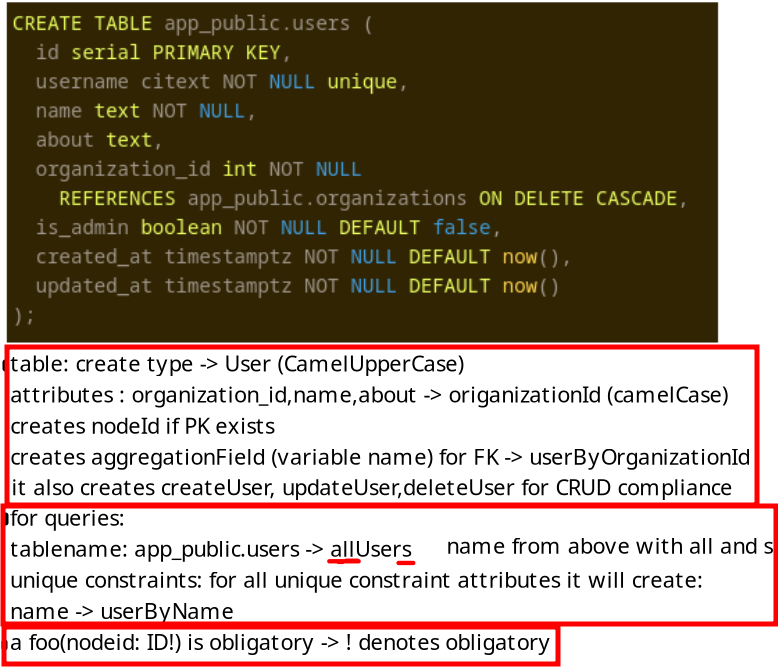 CREATE TABLE app_public.users (
id serial PRIMARY KEY,
username citext NOT NULL unique,
name text NOT NULL,
about text,
organization_id int NOT NULL
REFERENCES app_public.organizations ON DELETE CASCADE,
is_admin boolean NOT NULL DEFAULT false,
created_at timestamptz NOT NULL DEFAULT now(),
updated_at timestamptz NOT NULL DEFAULT now()
);
table: create type -> User (CamelUpperCase)
attributes : organization_id,name,about -> origanizationId (camelCase)
creates nodeId if PK exists
creates aggregationField (variable name) for FK -> userByOrganizationId
it also creates createUser, updateUser,deleteUser for CRUD compliance
for queries:
tablename: app_public.users -> allUsers name from above with all and s
unique constraints: for all unique constraint attributes it will create:
name -> userByName
a foo(nodeid: ID!) is obligatory -> ! denotes obligatory